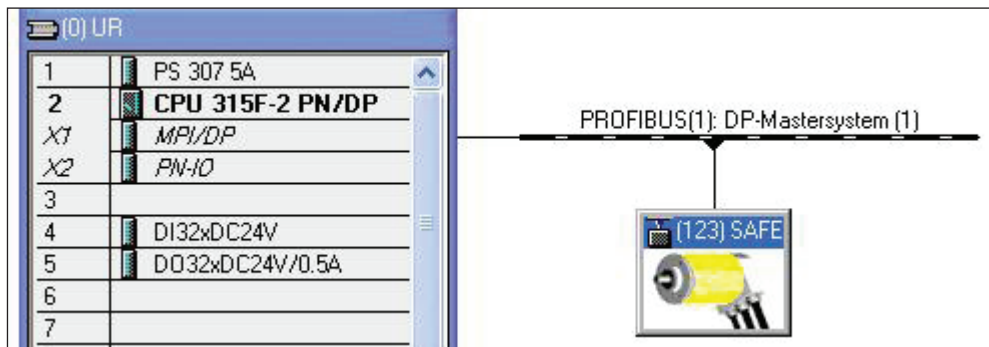 (0) UR
1 PS 307 5A
2 CPU 315F-2 PN/DP
X1 MPI/DP
X2 PN-IO
3
4 DI32xDC24V
5 DO32xDC24V/0.5A
6
7
PROFIBUS(1): DP-Mastersystem (1)
(123) SAFE